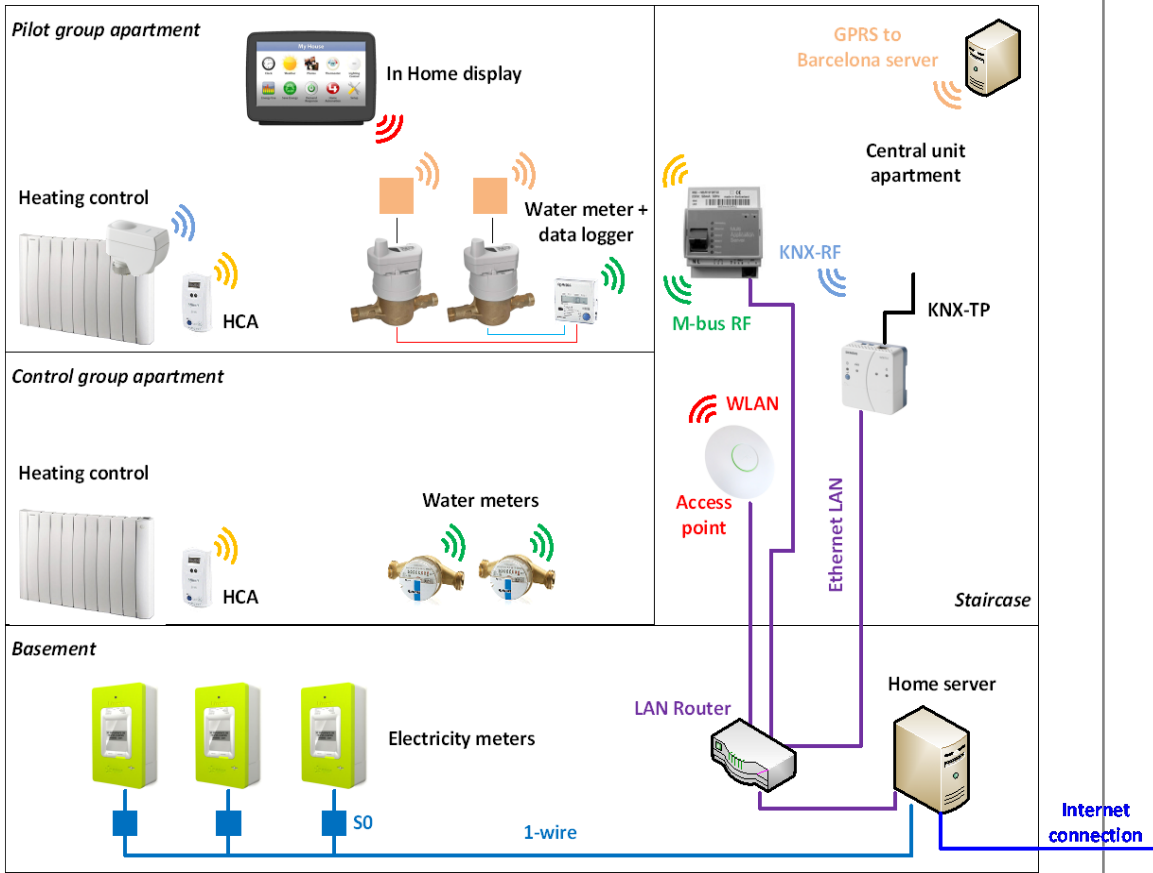 Pilot group apartment
My House
In Home display
GPRS to
Barcelona server
Central unit
apartment
Heating control
Water meter +
data logger
HCA
KNX-RF
M-bus RF
KNX-TP
Control group apartment
WLAN
Heating control
Water meters
Access
point
Ethernet LAN
HCA
Staircase
Basement
Home server
LAN Router
Electricity meters
S0
1-wire
Internet
connection